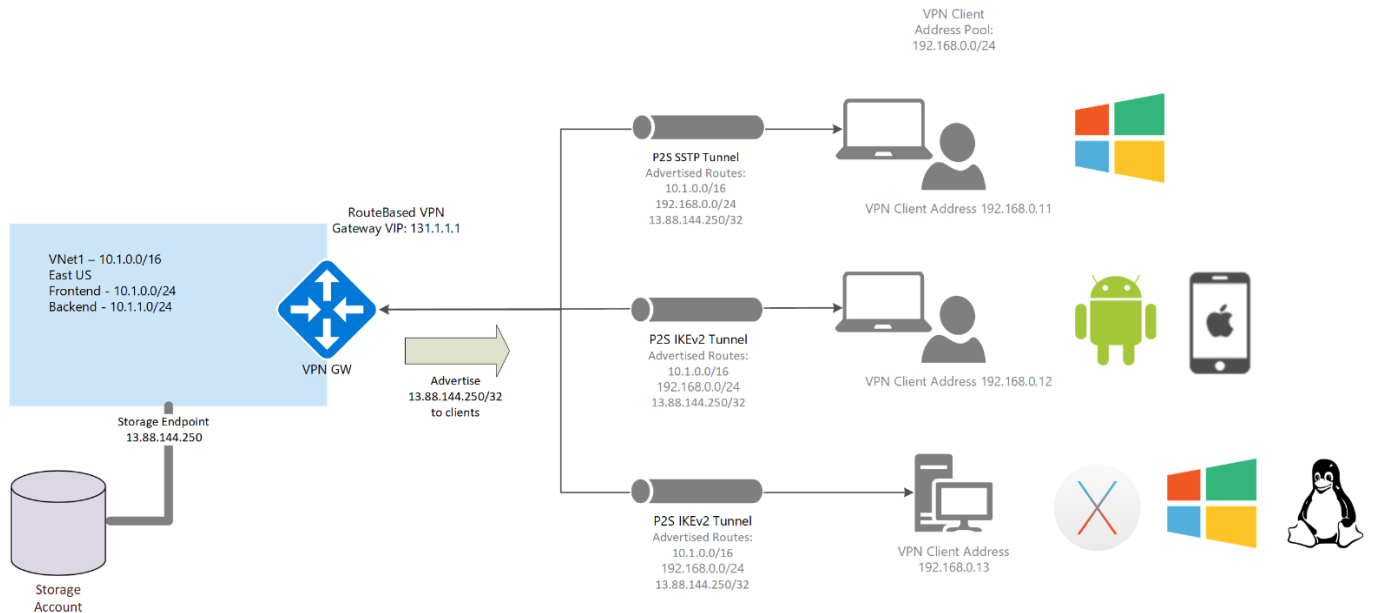 VPN Client
Address Pool:
192.168.0.0/24
P2S SSTP Tunnel
Advertised Routes:
10.1.0.0/16
192.168.0.0/24
13.88.144.250/32
VPN Client Address 192.168.0.11
RouteBased VPN
Gateway VIP: 131.1.1.1
VNet1 – 10.1.0.0/16
East US
Frontend - 10.1.0.0/24
Backend - 10.1.1.0/24
VPN GW
Advertise
13.88.144.250/32
to clients
P2S IKEv2 Tunnel
Advertised Routes:
10.1.0.0/16
192.168.0.0/24
13.88.144.250/32
VPN Client Address 192.168.0.12
Storage Endpoint
13.88.144.250
Storage
Account
P2S IKEv2 Tunnel
Advertised Routes:
10.1.0.0/16
192.168.0.0/24
13.88.144.250/32
VPN Client Address
192.168.0.13